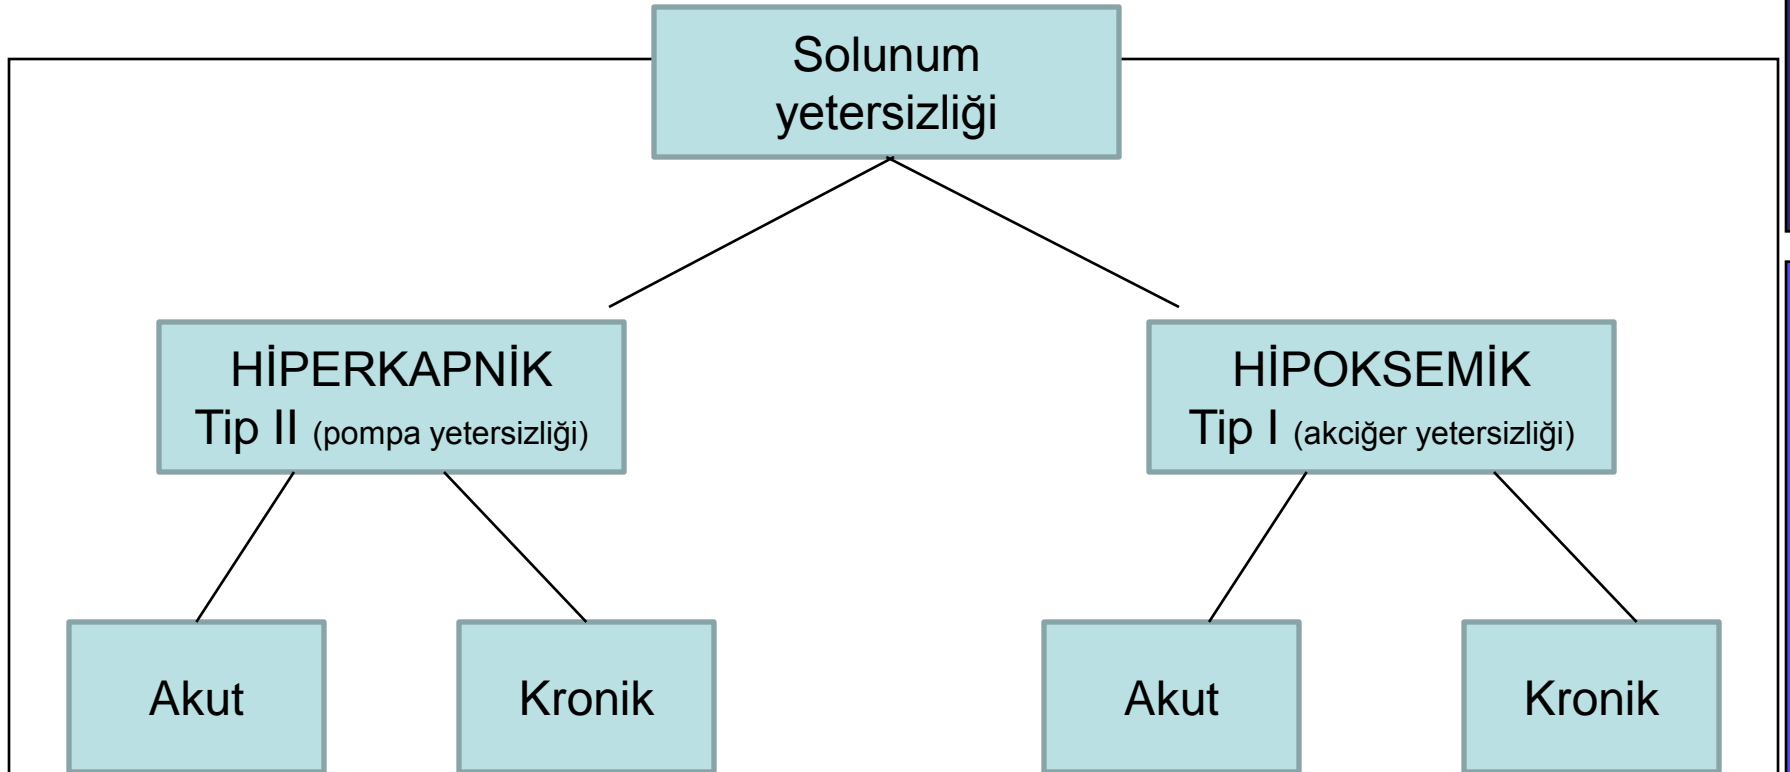 Solunum
yetersizliği
HİPERKAPNİK
Tip II (pompa yetersizliği)
HİPOKSEMİK
Tip I (akciğer yetersizliği)
Akut
Kronik
Akut
Kronik